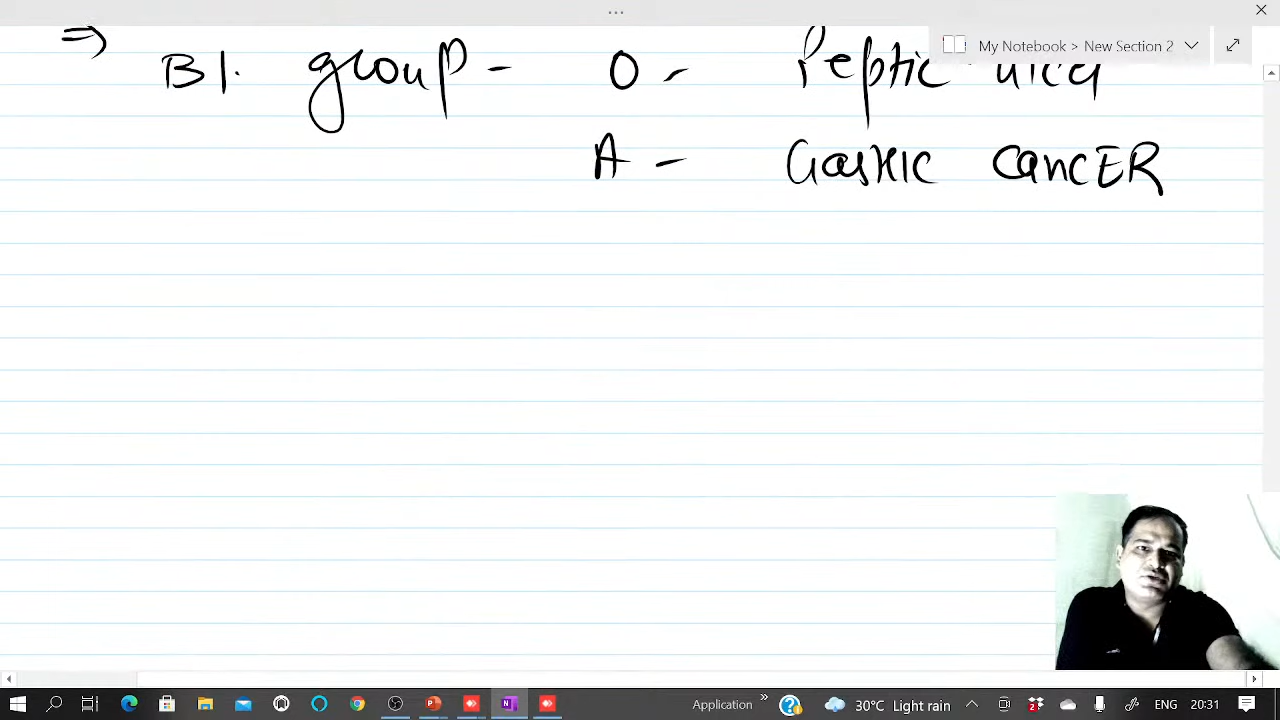 ⇒ Bl. group - O - Peptic ulcer
A - Gastric cancER
My Notebook > New Section 2
Application
30°C Light rain
ENG
20:31